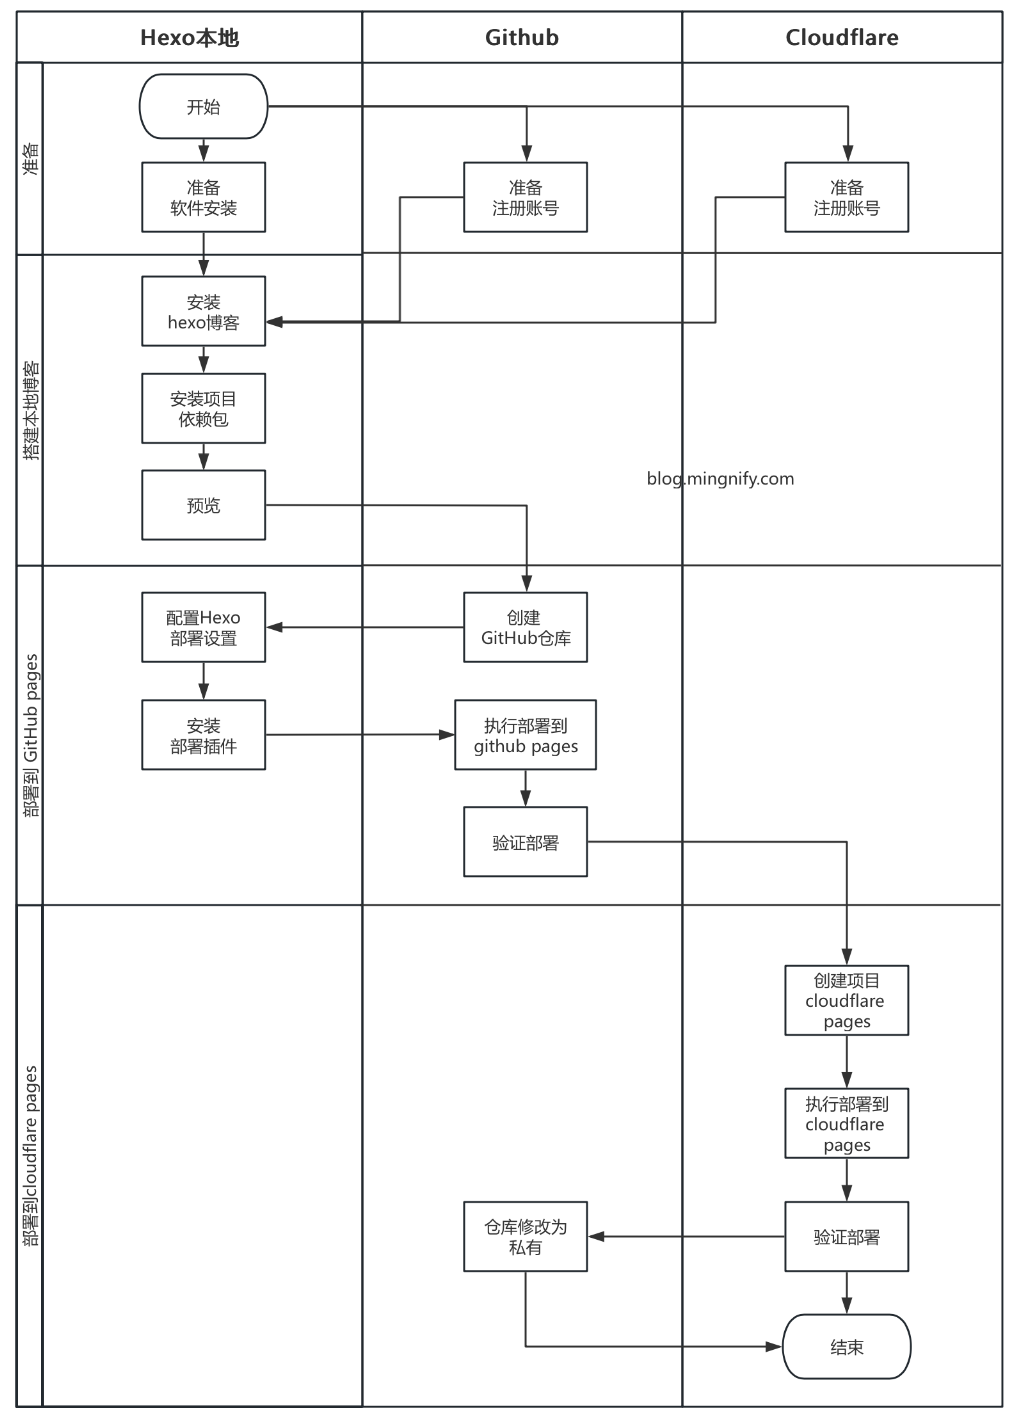 Hexo本地
Github
Cloudflare
准备
开始
准备
软件安装
准备
注册账号
准备
注册账号
搭建本地博客
安装
hexo博客
安装项目
依赖包
预览
blog.mingnify.com
部署到 GitHub pages
配置Hexo
部署设置
创建
GitHub仓库
安装
部署插件
执行部署到
github pages
验证部署
部署到cloudflare pages
创建项目
cloudflare
pages
执行部署到
cloudflare
pages
仓库修改为
私有
验证部署
结束